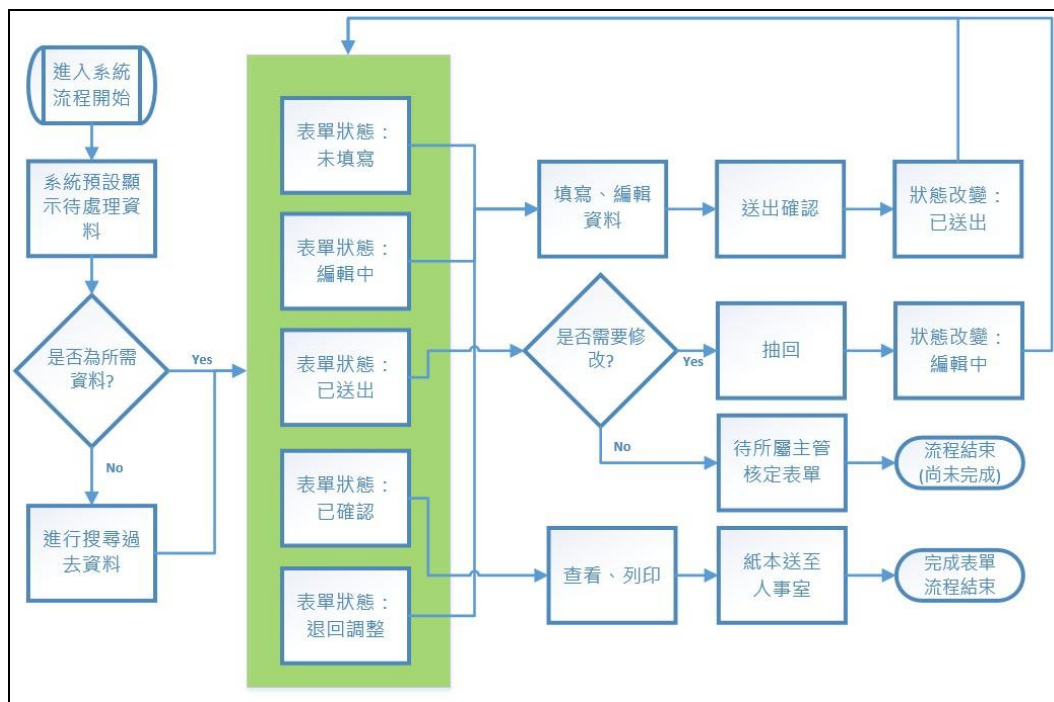 進入系統
流程開始
系統預設顯
示待處理資
料
是否為所需
資料?
Yes
No
進行搜尋過
去資料
表單狀態：
未填寫
表單狀態：
編輯中
表單狀態：
已送出
表單狀態：
已確認
表單狀態：
退回調整
填寫、編輯
資料
送出確認
狀態改變：
已送出
是否需要修
改?
Yes
抽回
狀態改變：
編輯中
No
待所屬主管
核定表單
流程結束
(尚未完成)
查看、列印
紙本送至
人事室
完成表單
流程結束